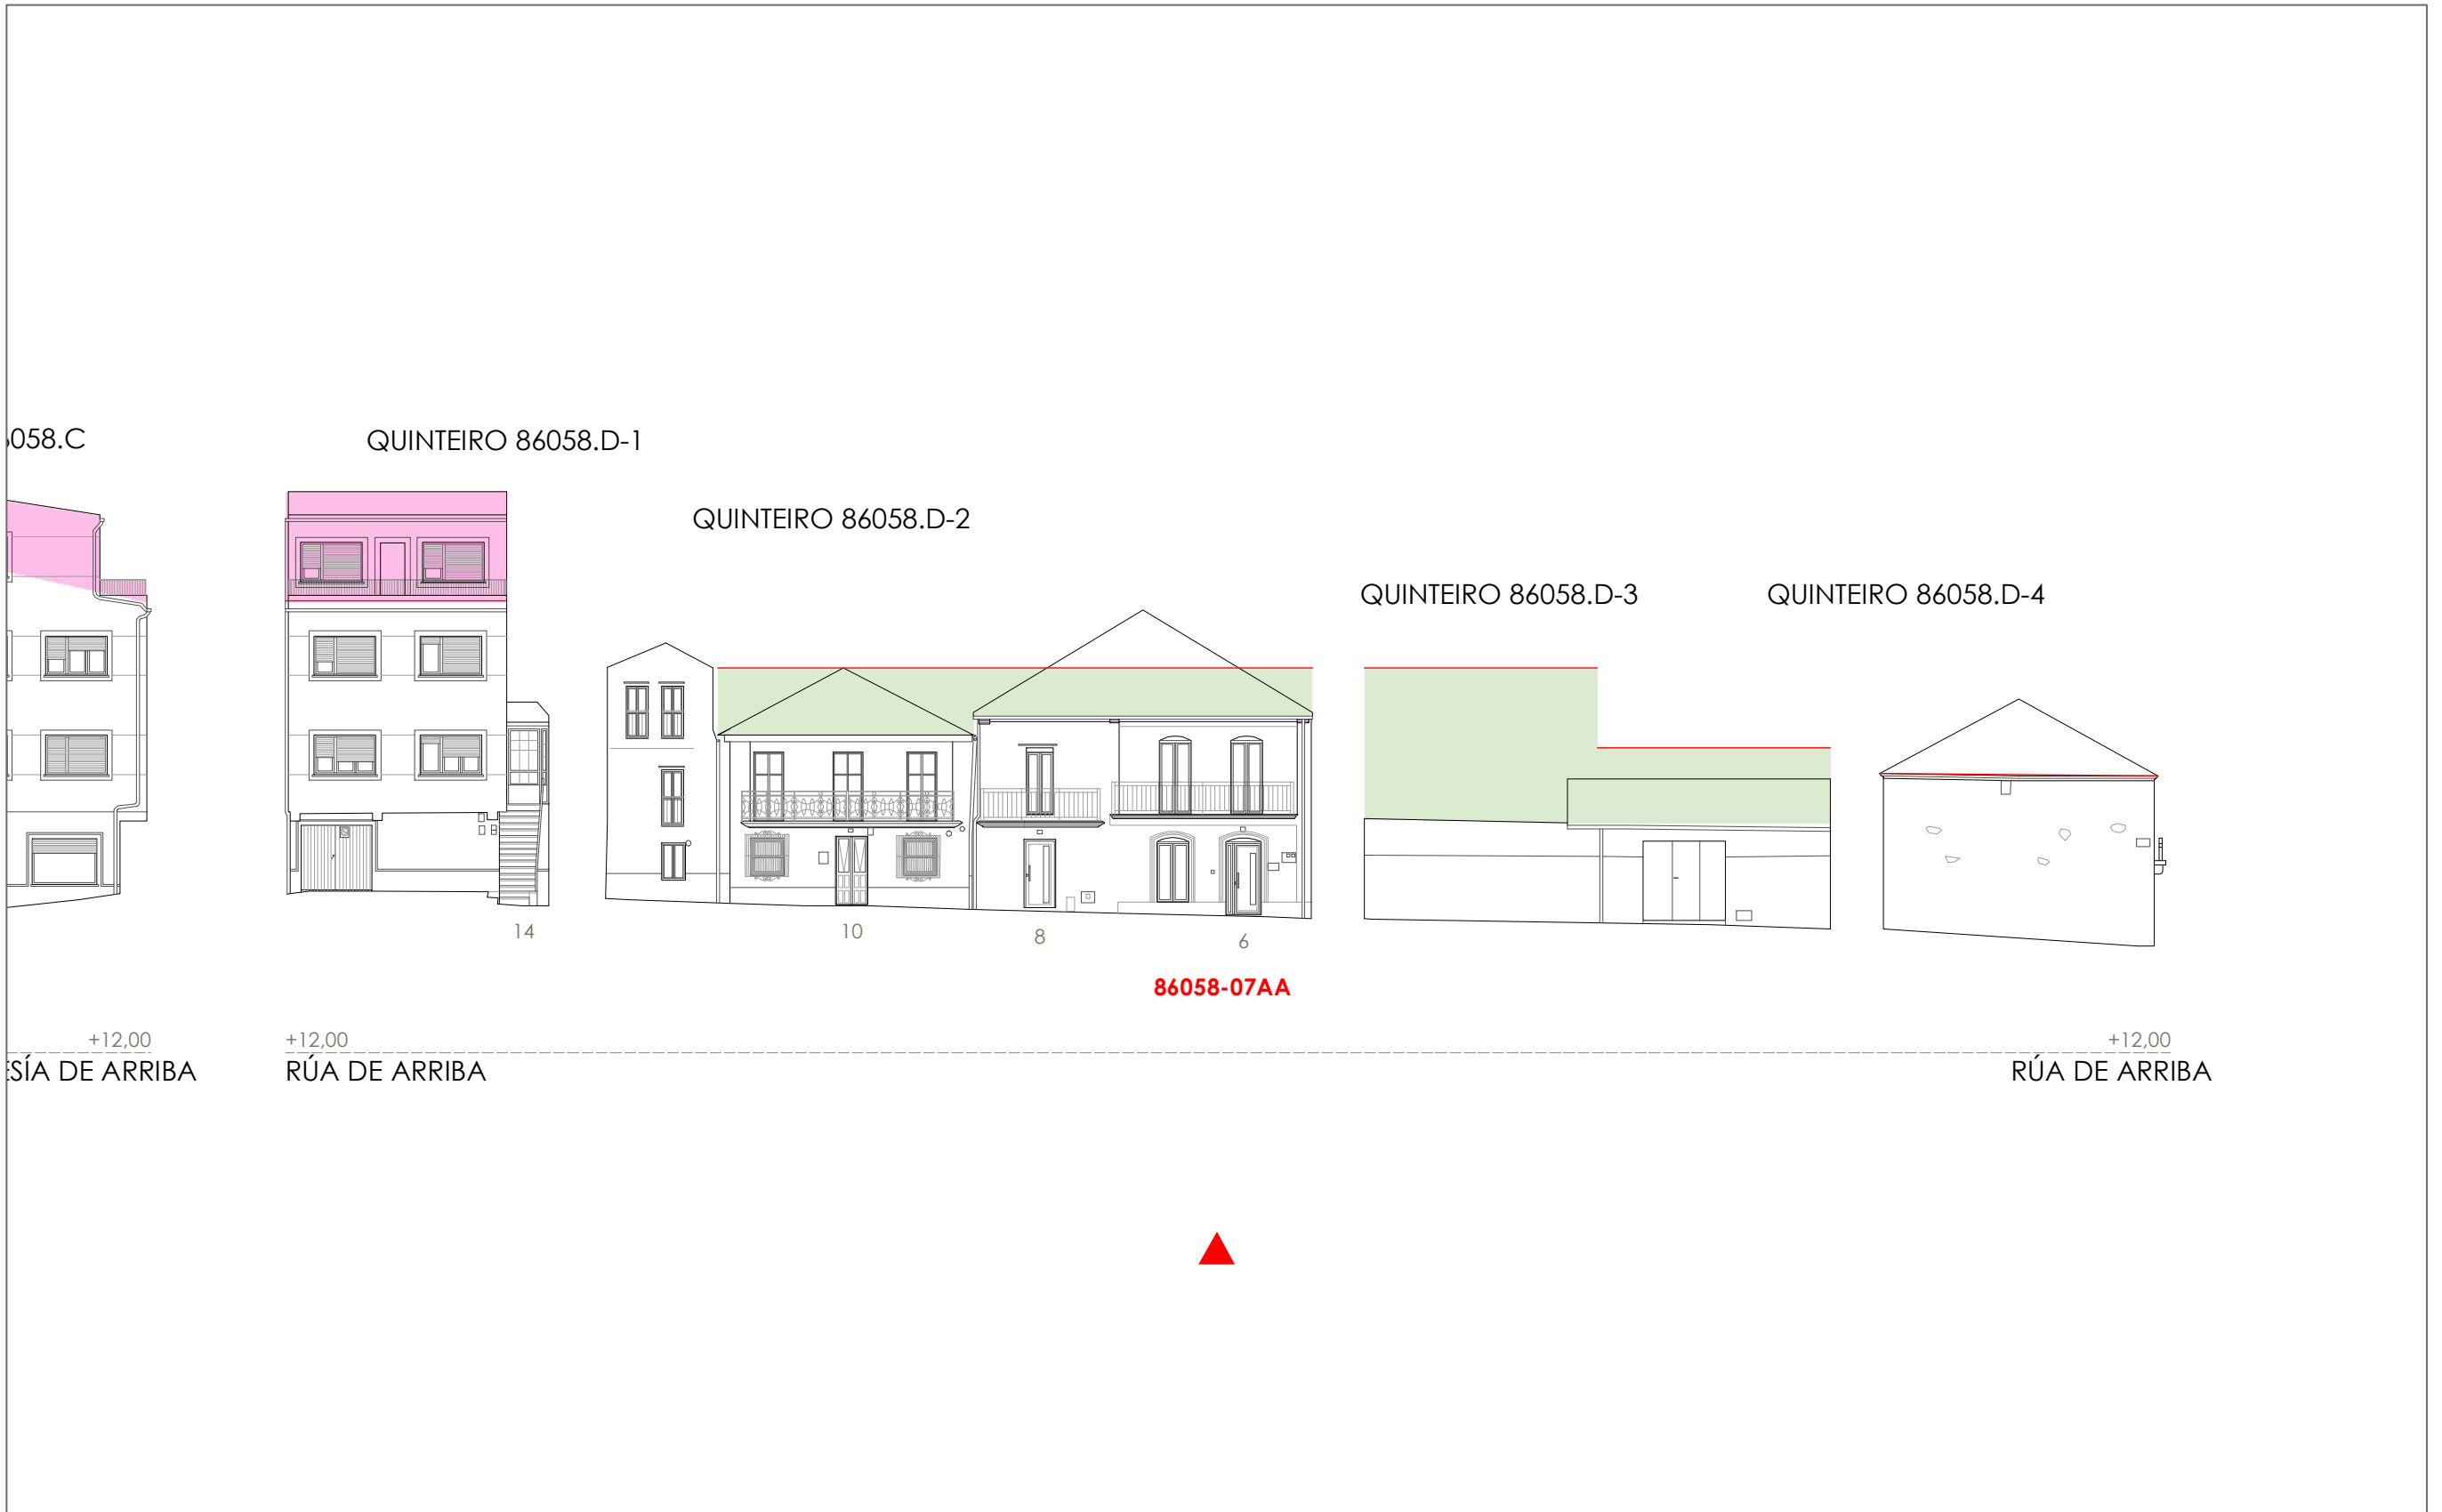 058.C
QUINTEIRO 86058.D-1
QUINTEIRO 86058.D-2
QUINTEIRO 86058.D-3
QUINTEIRO 86058.D-4
14
10
8
6
86058-07AA
+12,00
+12,00
+12,00
SÍA DE ARRIBA
RÚA DE ARRIBA
RÚA DE ARRIBA